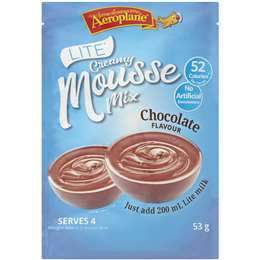 Aeroplane
LITE
Creamy
Mousse
Mix
52
Calories
No
Artificial
Sweeteners
Chocolate
FLAVOUR
Just add 200 mL Lite milk
SERVES 4
53 g